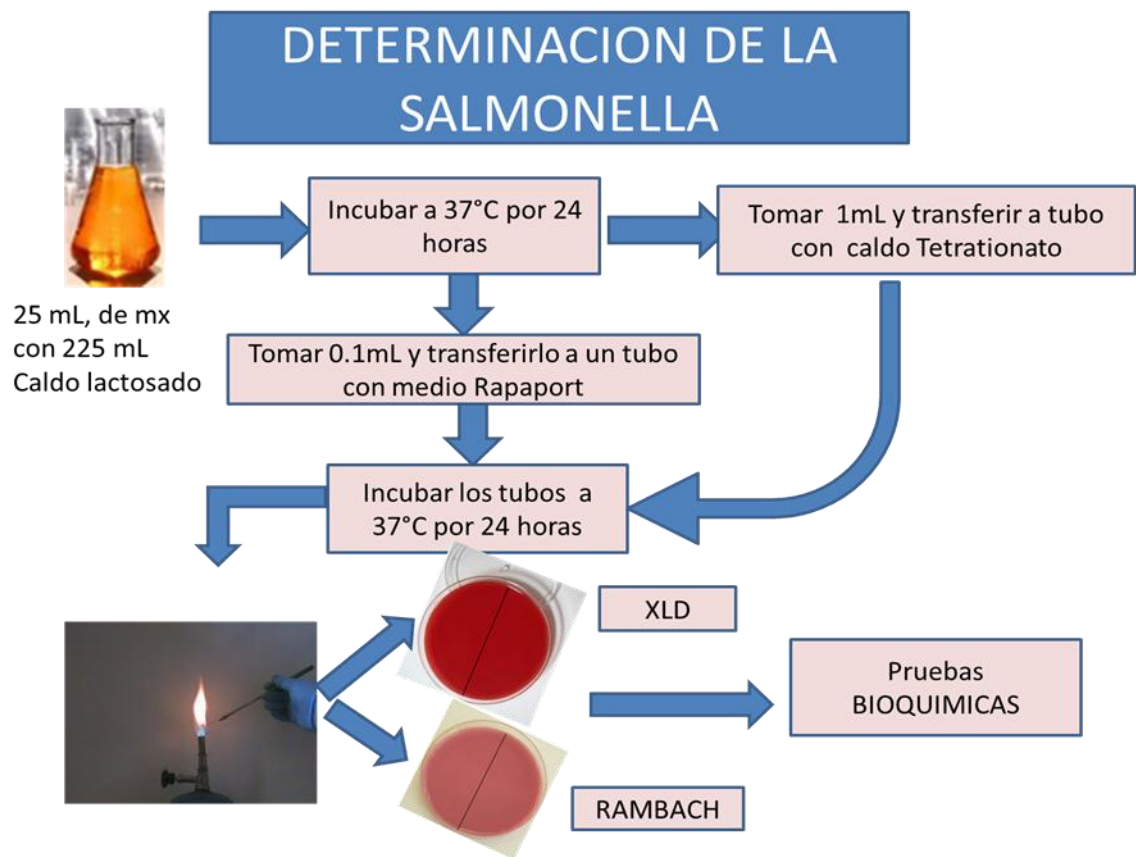 DETERMINACION DE LA
SALMONELLA
25 mL, de mx
con 225 mL
Caldo lactosado
Incubar a 37°C por 24
horas
Tomar 1mL y transferir a tubo
con caldo Tetrationato
Tomar 0.1mL y transferirlo a un tubo
con medio Rapaport
Incubar los tubos a
37°C por 24 horas
XLD
RAMBACH
Pruebas
BIOQUIMICAS